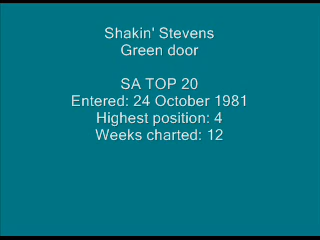 Shakin' Stevens
Green door
SA TOP 20
Entered: 24 October 1981
Highest position: 4
Weeks charted: 12